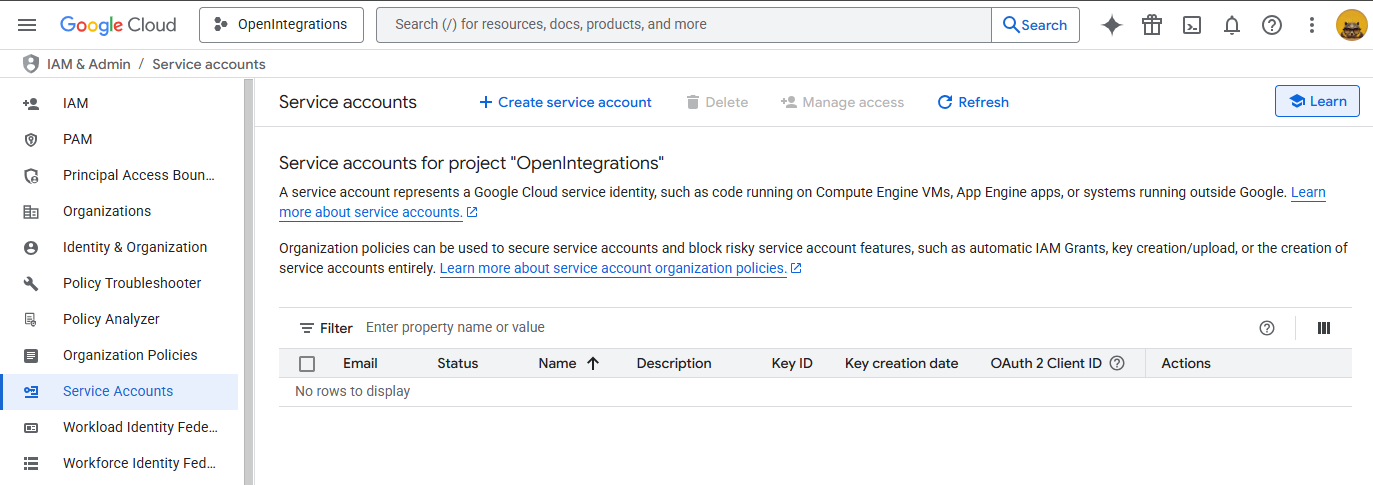 Google Cloud
OpenIntegrations
Search (/) for resources, docs, products, and more
Search
IAM & Admin / Service accounts
IAM
PAM
Principal Access Boun...
Organizations
Identity & Organization
Policy Troubleshooter
Policy Analyzer
Organization Policies
Service Accounts
Workload Identity Fede...
Workforce Identity Fed...
Service accounts
Create service account
Delete
Manage access
Refresh
Learn
Service accounts for project "OpenIntegrations"
A service account represents a Google Cloud service identity, such as code running on Compute Engine VMs, App Engine apps, or systems running outside Google. Learn
more about service accounts.
Organization policies can be used to secure service accounts and block risky service account features, such as automatic IAM Grants, key creation/upload, or the creation of
service accounts entirely. Learn more about service account organization policies.
Filter Enter property name or value
Email Status Name Description Key ID Key creation date OAuth 2 Client ID Actions
No rows to display